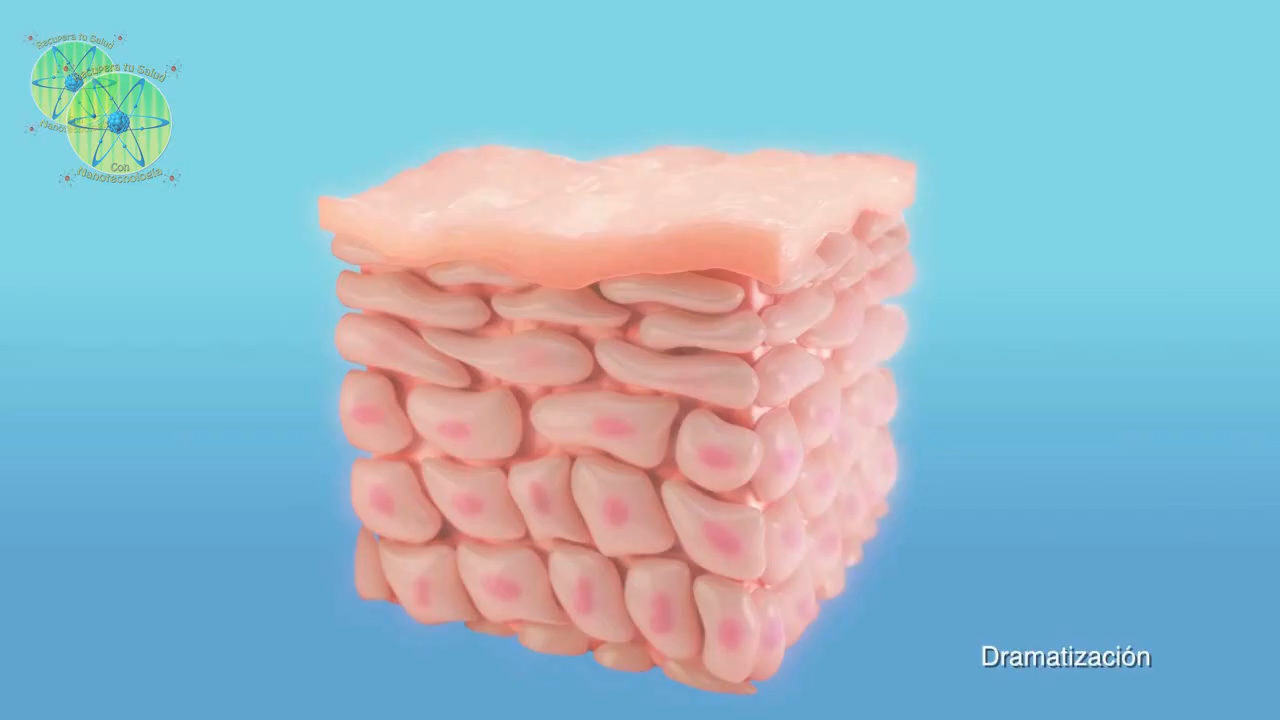 Recupera tu Salud
Recupera tu Salud
Con
Nanotecnología
Dramatización